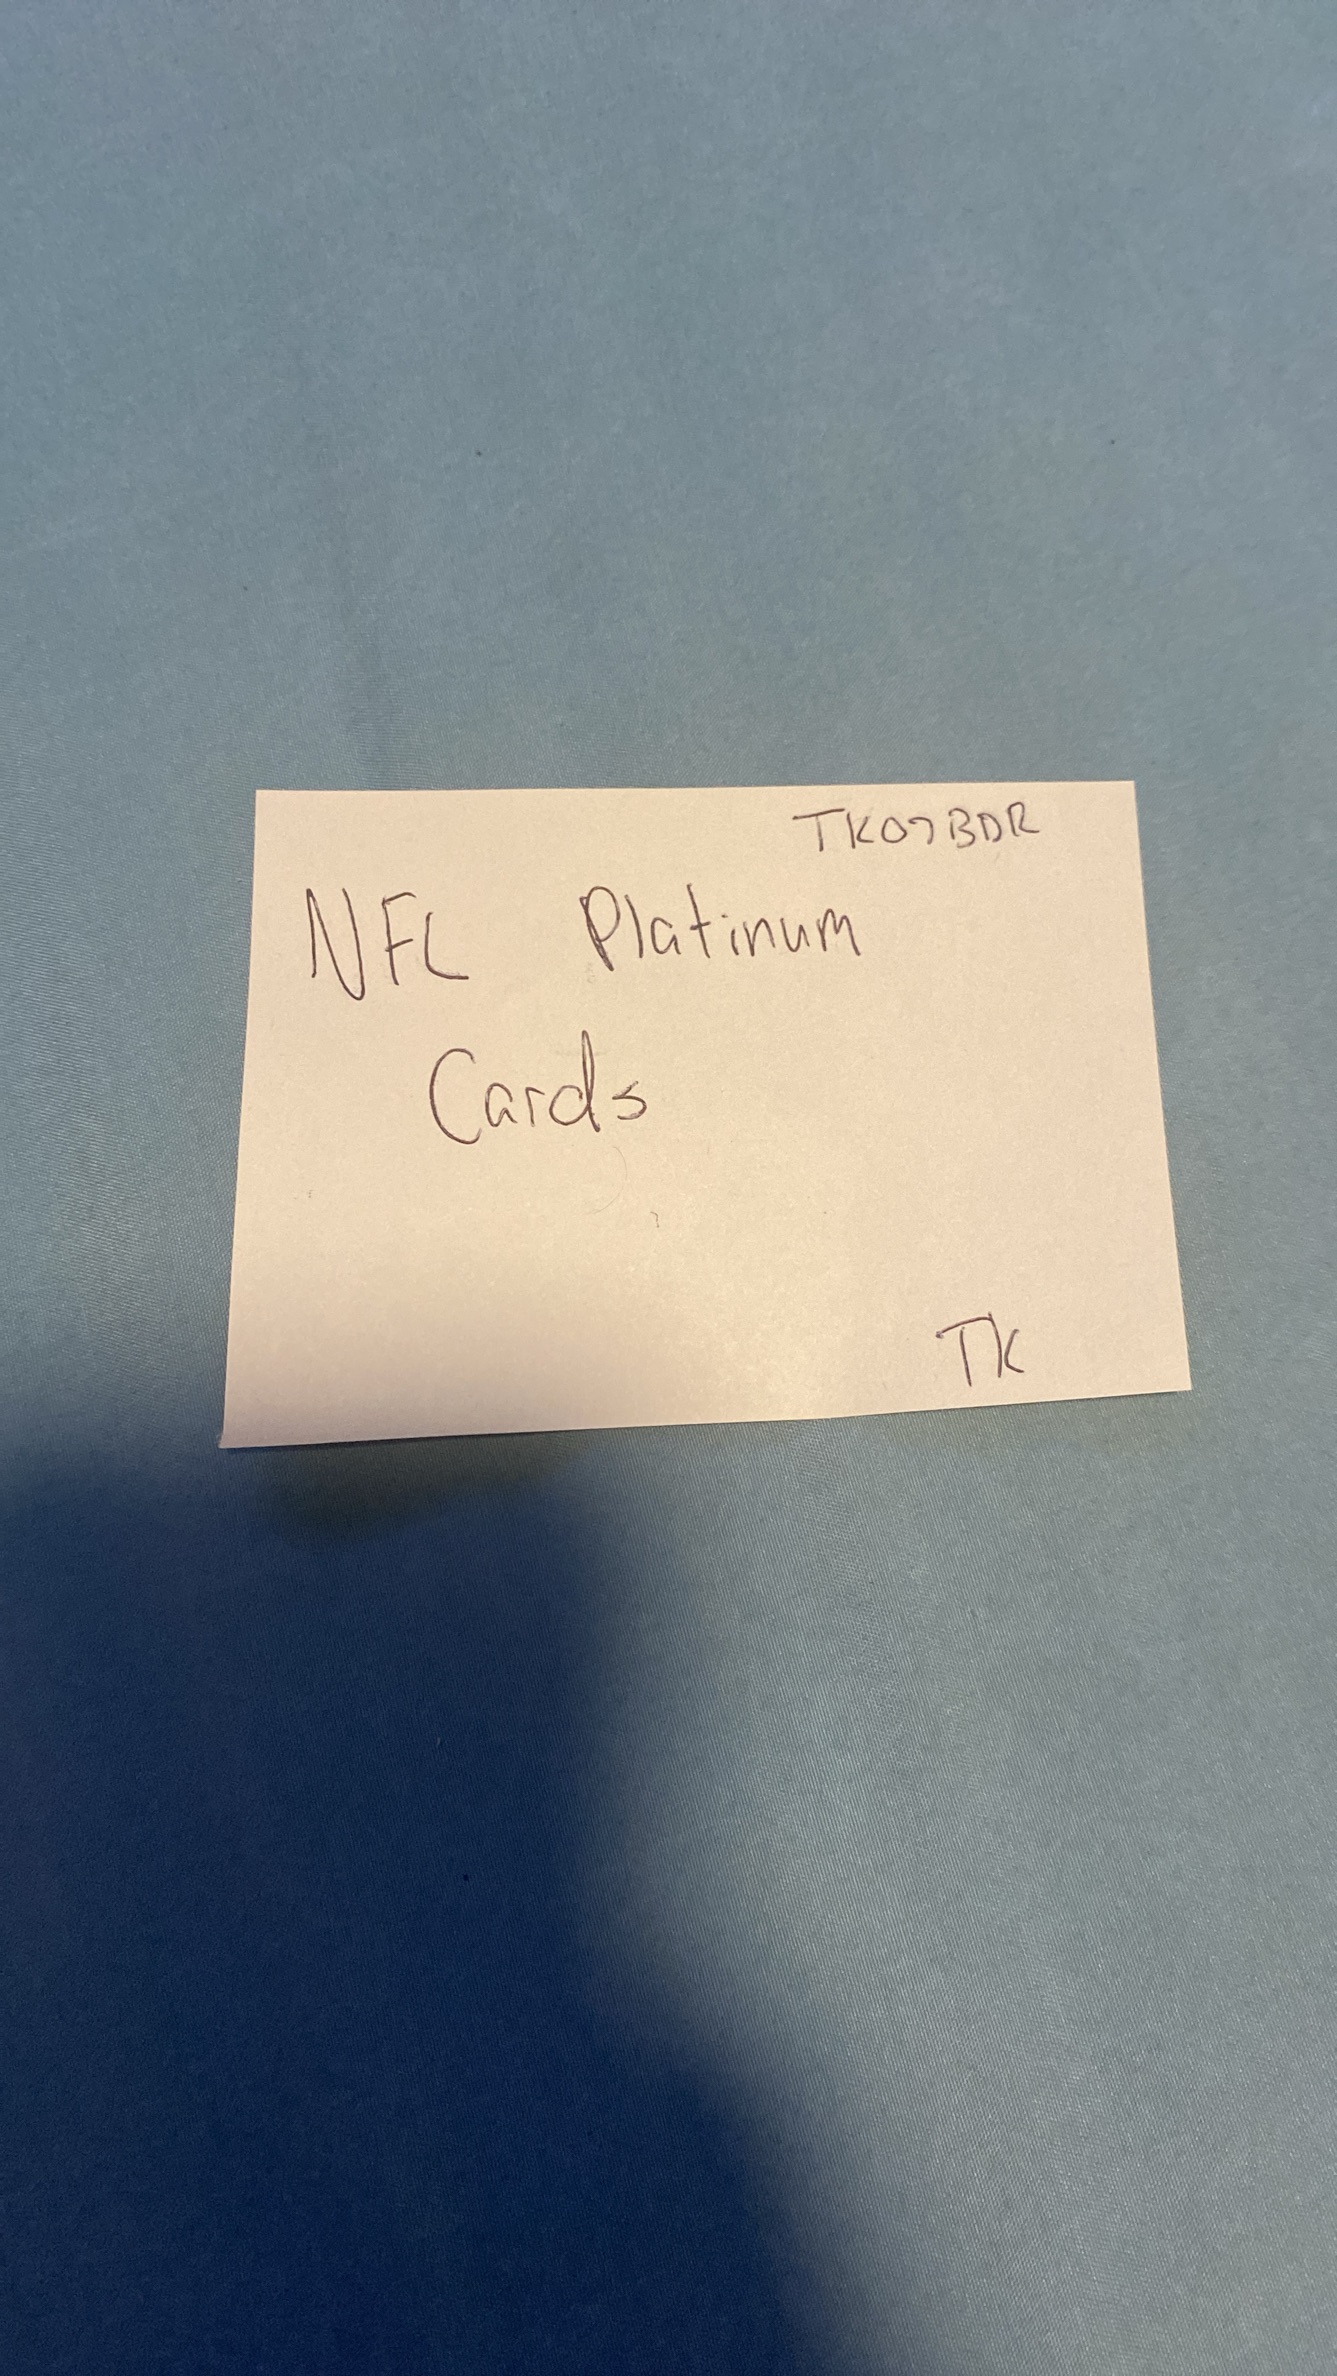 TK07BDR
NFL Platinum
Cards
TK